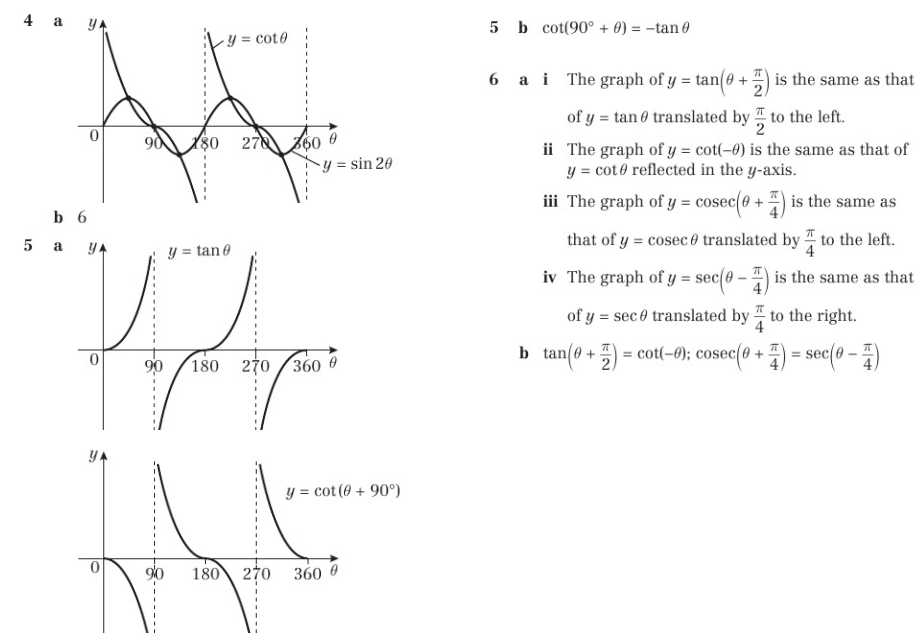 4 a y
y = cot θ
0 90 180 270 360 θ
y = sin 2θ
b 6
5 a y
y = tan θ
0 90 180 270 360 θ
y
y = cot (θ + 90°)
0 90 180 270 360 θ
5 b cot(90° + θ) = –tan θ
6 a i The graph of y = tan(θ + π/2) is the same as that
of y = tan θ translated by π/2 to the left.
ii The graph of y = cot(–θ) is the same as that of
y = cot θ reflected in the y-axis.
iii The graph of y = cosec(θ + π/4) is the same as
that of y = cosec θ translated by π/4 to the left.
iv The graph of y = sec(θ – π/4) is the same as that
of y = sec θ translated by π/4 to the right.
b tan(θ + π/2) = cot(–θ); cosec(θ + π/4) = sec(θ – π/4)